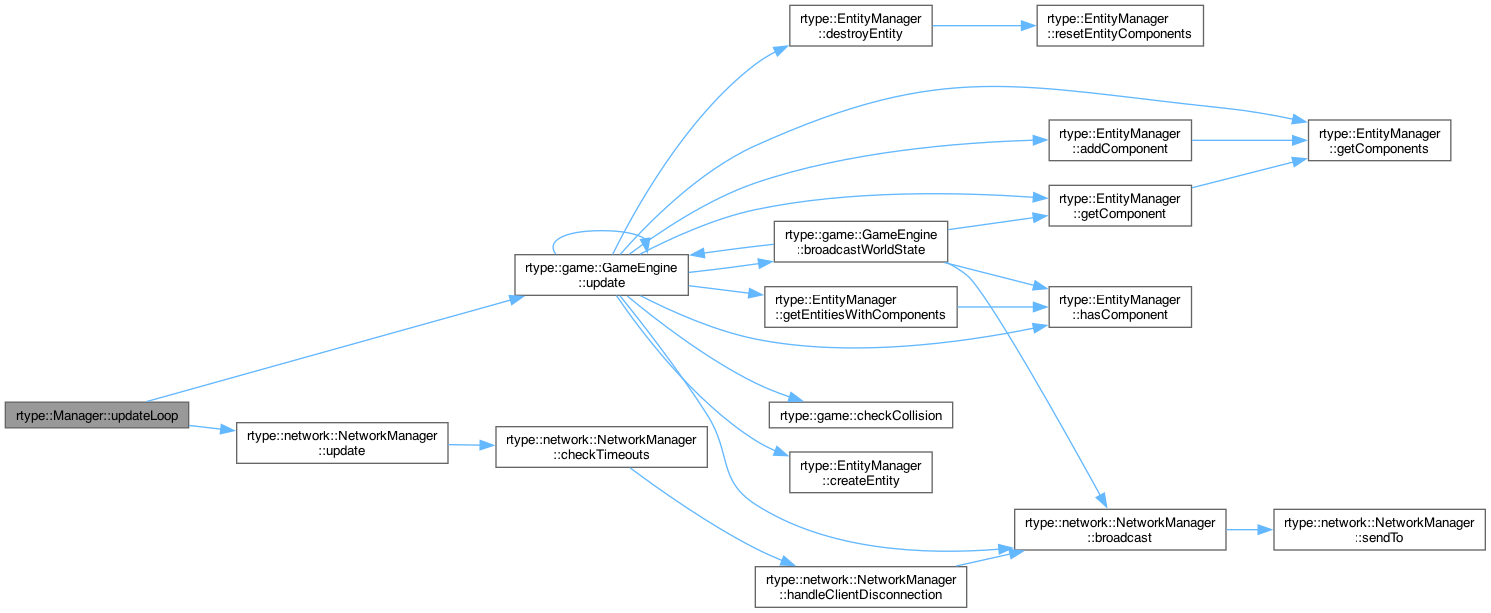 rtype::EntityManager
::destroyEntity
rtype::EntityManager
::resetEntityComponents
rtype::EntityManager
::addComponent
rtype::EntityManager
::getComponents
rtype::EntityManager
::getComponent
rtype::game::GameEngine
::broadcastWorldState
rtype::game::GameEngine
::update
rtype::EntityManager
::getEntitiesWithComponents
rtype::EntityManager
::hasComponent
rtype::Manager::updateLoop
rtype::game::checkCollision
rtype::network::NetworkManager
::update
rtype::network::NetworkManager
::checkTimeouts
rtype::EntityManager
::createEntity
rtype::network::NetworkManager
::broadcast
rtype::network::NetworkManager
::sendTo
rtype::network::NetworkManager
::handleClientDisconnection